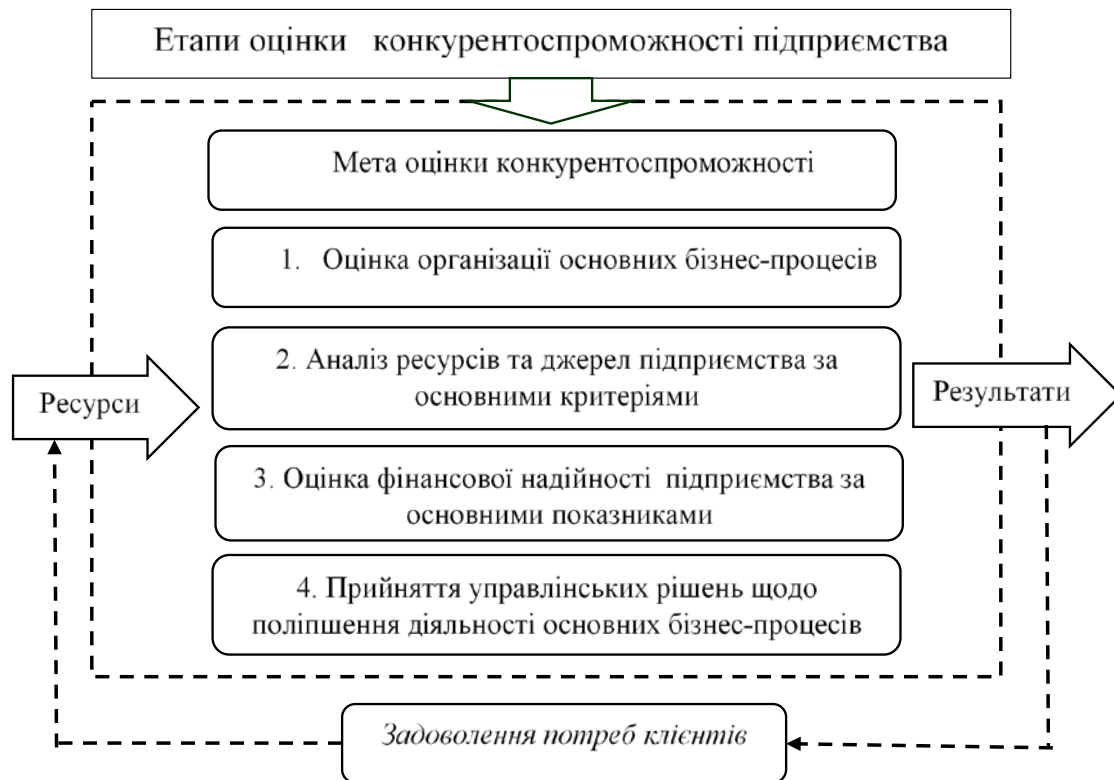 Етапи оцінки конкурентоспроможності підприємства
Мета оцінки конкурентоспроможності
1. Оцінка організації основних бізнес-процесів
2. Аналіз ресурсів та джерел підприємства за
основними критеріями
Ресурси
Результати
3. Оцінка фінансової надійності підприємства за
основними показниками
4. Прийняття управлінських рішень щодо
поліпшення діяльності основних бізнес-процесів
Задоволення потреб клієнтів